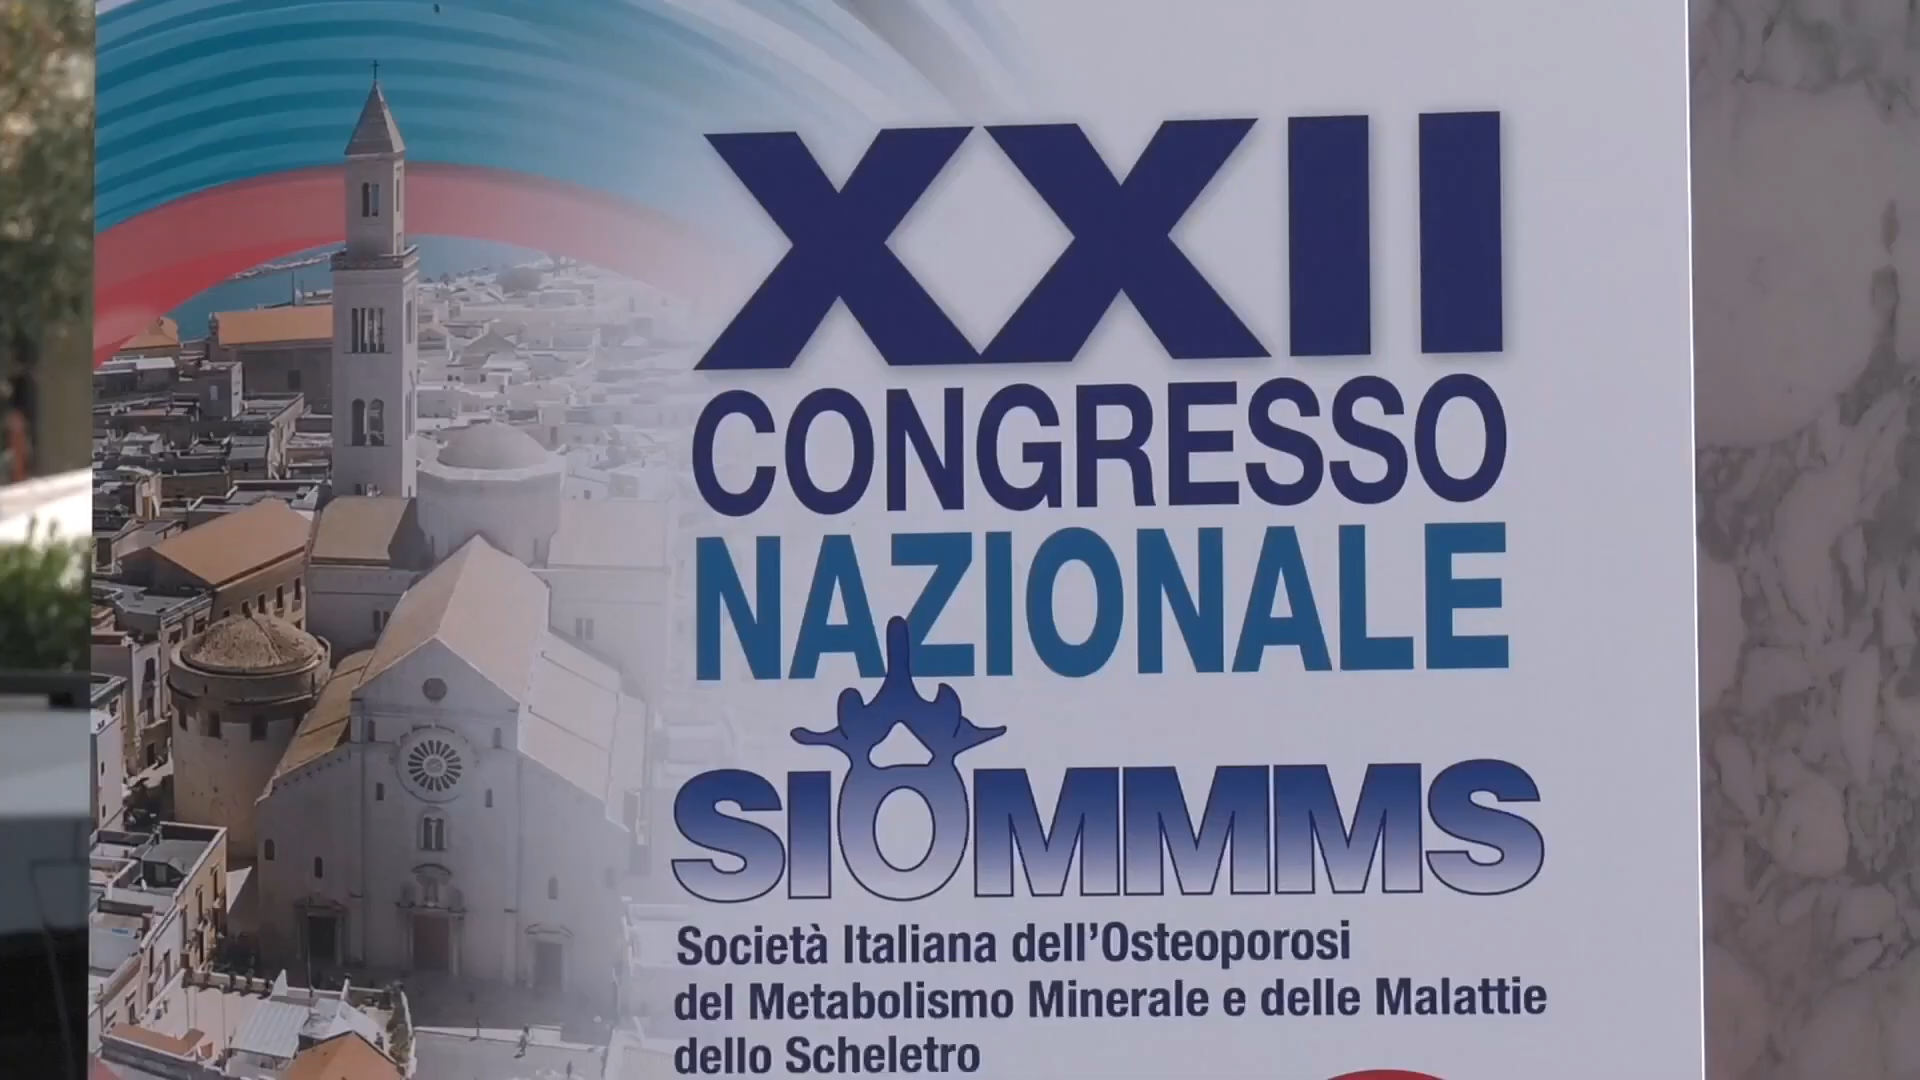 XXII
CONGRESSO
NAZIONALE
SIOMMMS
Società Italiana dell'Osteoporosi
del Metabolismo Minerale e delle Malattie
dello Scheletro